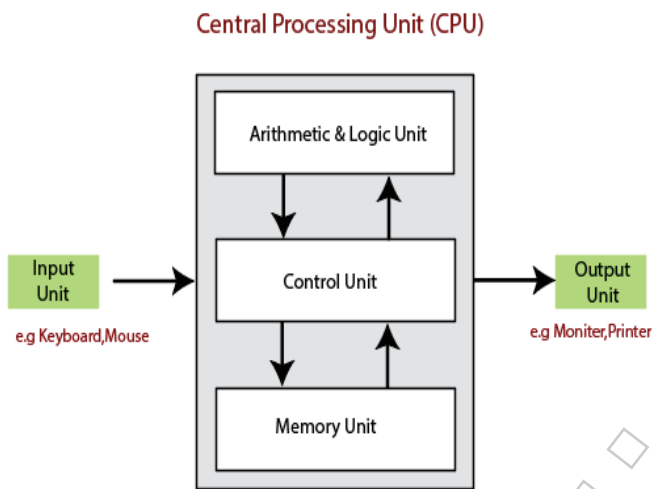 Central Processing Unit (CPU)
Arithmetic & Logic Unit
Input
Unit
Control Unit
Output
Unit
e.g Keyboard,Mouse
e.g Moniter,Printer
Memory Unit